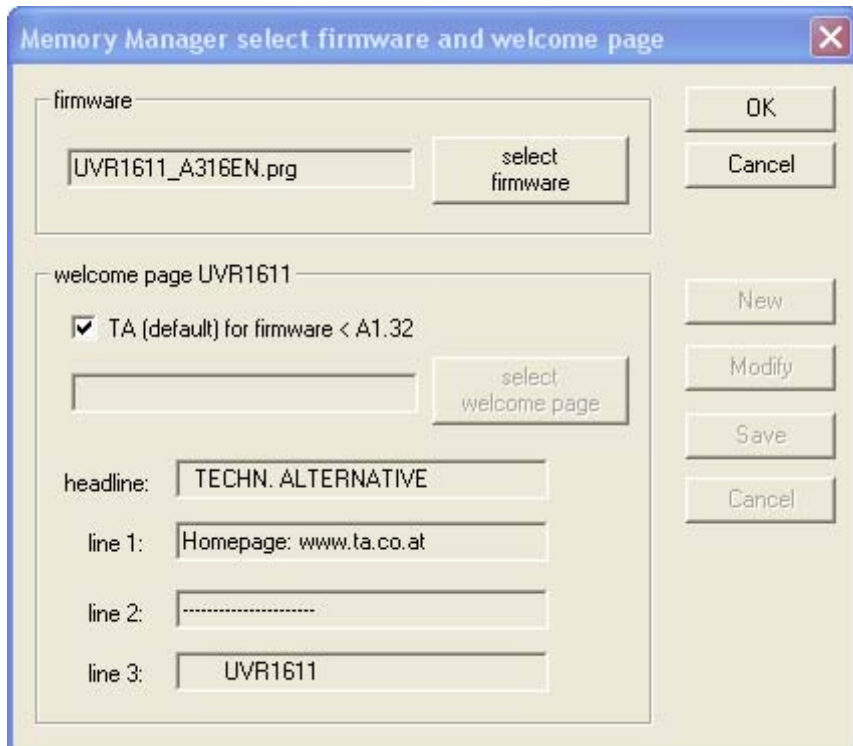 Memory Manager select firmware and welcome page
firmware
UVR1611_A316EN.prg
select
firmware
OK
Cancel
welcome page UVR1611
TA (default) for firmware < A1.32
select
welcome page
headline: TECHN. ALTERNATIVE
line 1: Homepage: www.ta.co.at
line 2: ----------------------
line 3: UVR1611
New
Modify
Save
Cancel